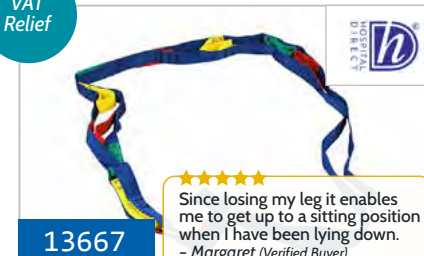 VAT
Relief
HOSPITAL
DIRECT
h
®
Since losing my leg it enables
me to get up to a sitting position
when I have been lying down.
– Margaret (Verified Buyer)
13667